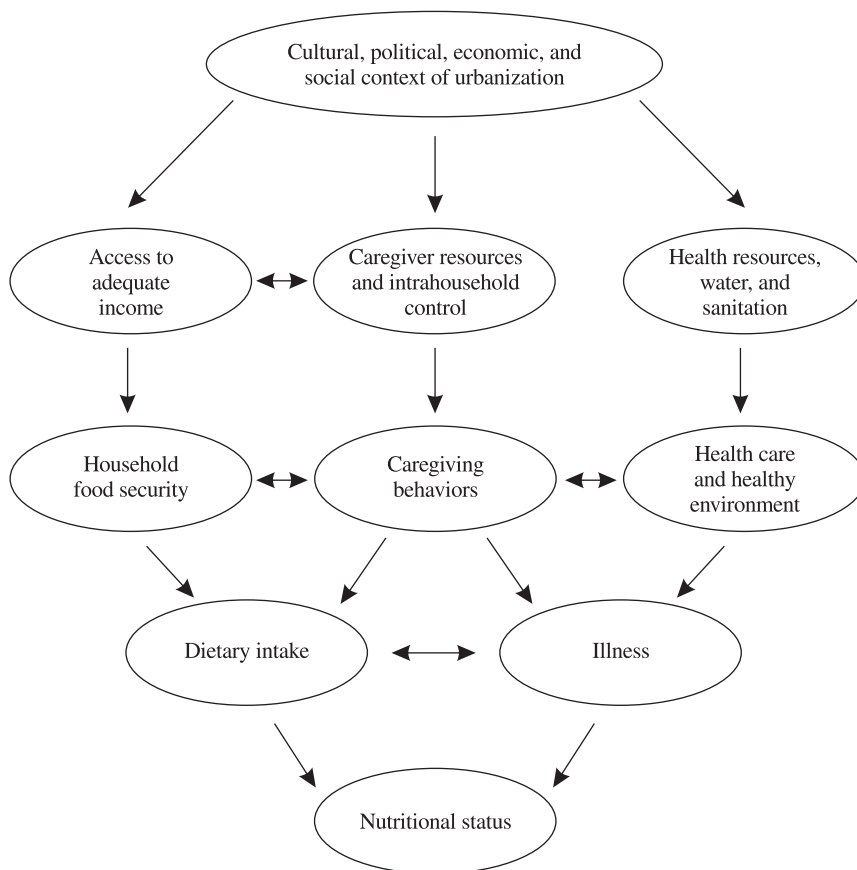 Cultural, political, economic, and
social context of urbanization
Access to
adequate
income
Caregiver resources
and intrahousehold
control
Health resources,
water, and
sanitation
Household
food security
Caregiving
behaviors
Health care
and healthy
environment
Dietary intake
Illness
Nutritional status